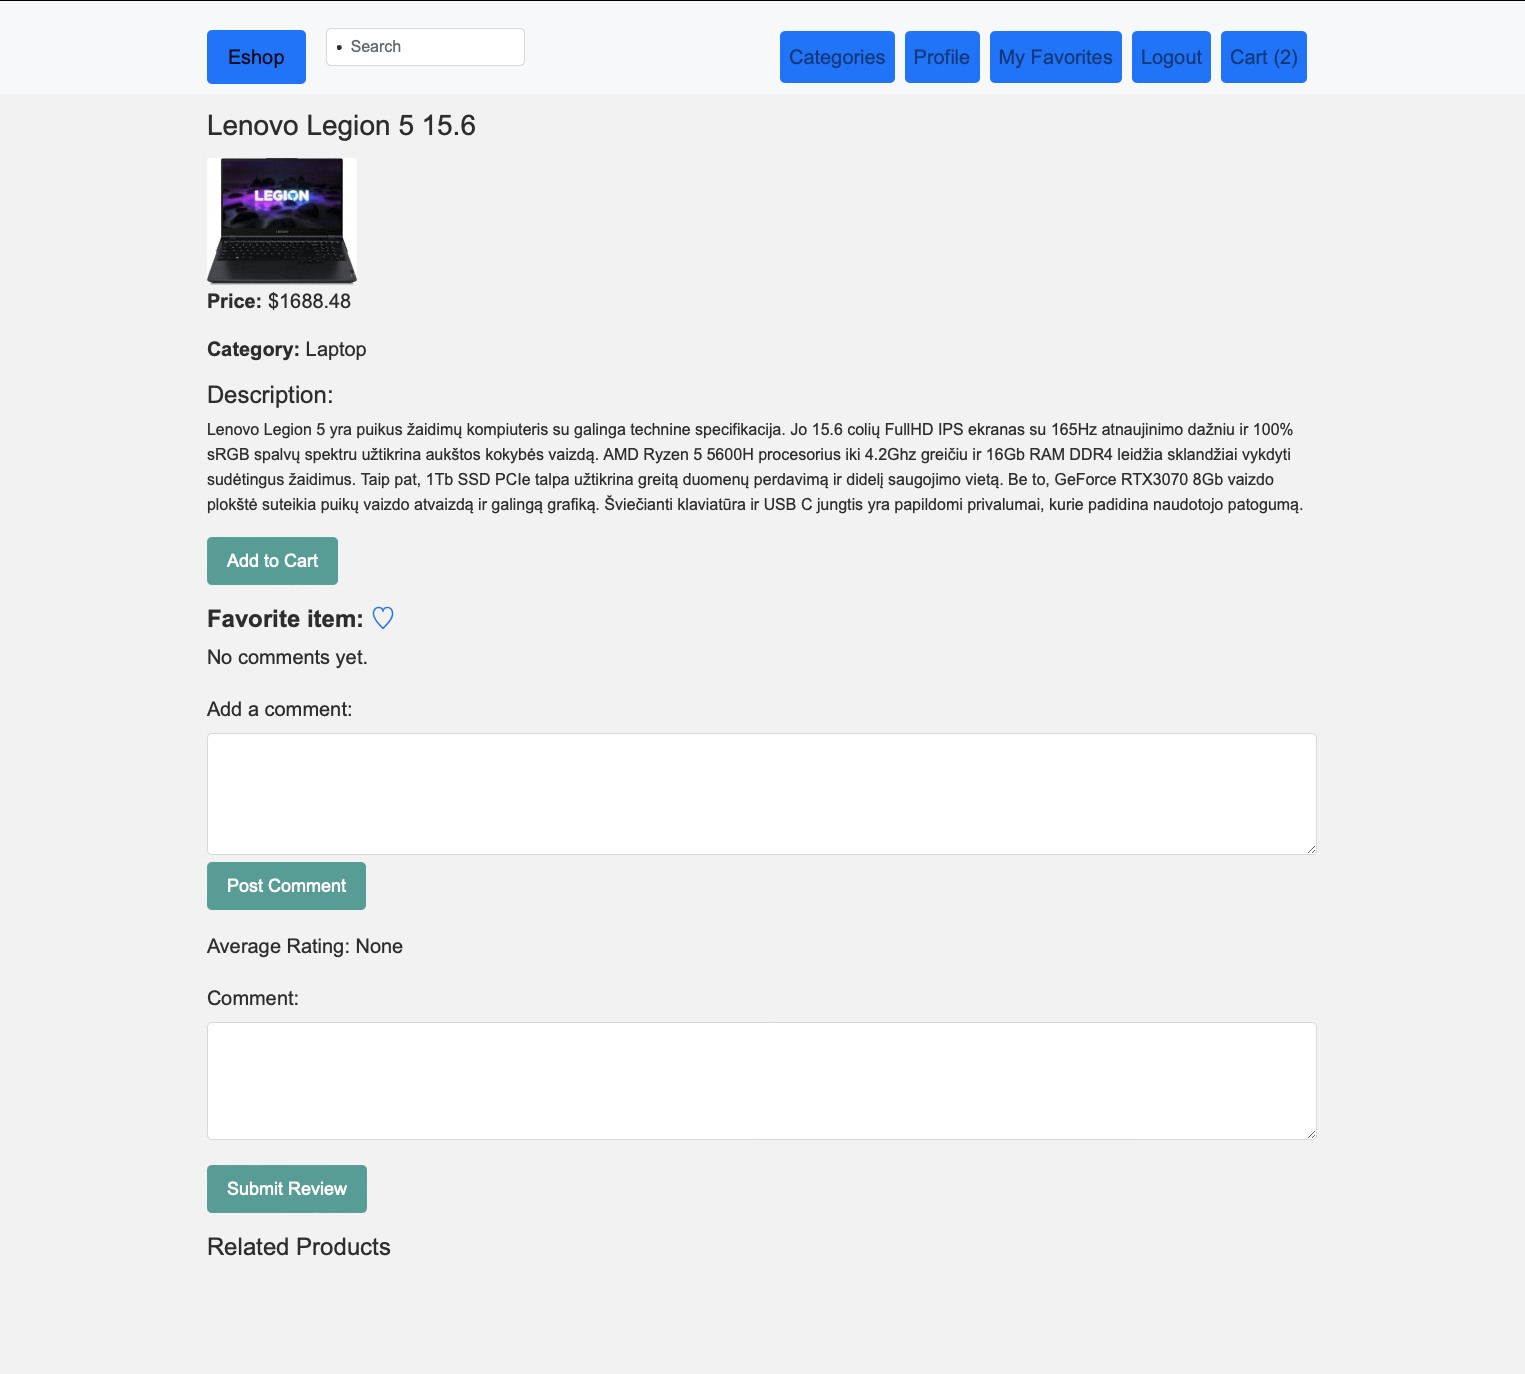 Eshop
Search
Categories
Profile
My Favorites
Logout
Cart (2)
Lenovo Legion 5 15.6
LEGION
Price: $1688.48
Category: Laptop
Description:
Lenovo Legion 5 yra puikus žaidimų kompiuteris su galinga technine specifikacija. Jo 15.6 colių FullHD IPS ekranas su 165Hz atnaujinimo dažniu ir 100%
sRGB spalvų spektru užtikrina aukštos kokybės vaizdą. AMD Ryzen 5 5600H procesorius iki 4.2Ghz greičiu ir 16Gb RAM DDR4 leidžia sklandžiai vykdyti
sudėtingus žaidimus. Taip pat, 1Tb SSD PCIe talpa užtikrina greitą duomenų perdavimą ir didelį saugojimo vietą. Be to, GeForce RTX3070 8Gb vaizdo
plokštė suteikia puikų vaizdo atvaizdą ir galingą grafiką. Šviečianti klaviatūra ir USB C jungtis yra papildomi privalumai, kurie padidina naudotojo patogumą.
Add to Cart
Favorite item: ♡
No comments yet.
Add a comment:
Post Comment
Average Rating: None
Comment:
Submit Review
Related Products